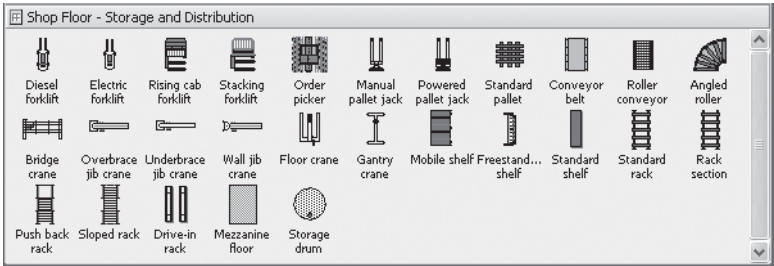 Shop Floor - Storage and Distribution
Diesel forklift
Electric forklift
Rising cab forklift
Stacking forklift
Order picker
Manual pallet jack
Powered pallet jack
Standard pallet
Conveyor belt
Roller conveyor
Angled roller
Bridge crane
Overbrace jib crane
Underbrace jib crane
Wall jib crane
Floor crane
Gantry crane
Mobile shelf
Freestand... shelf
Standard shelf
Standard rack
Rack section
Push back rack
Sloped rack
Drive-in rack
Mezzanine floor
Storage drum